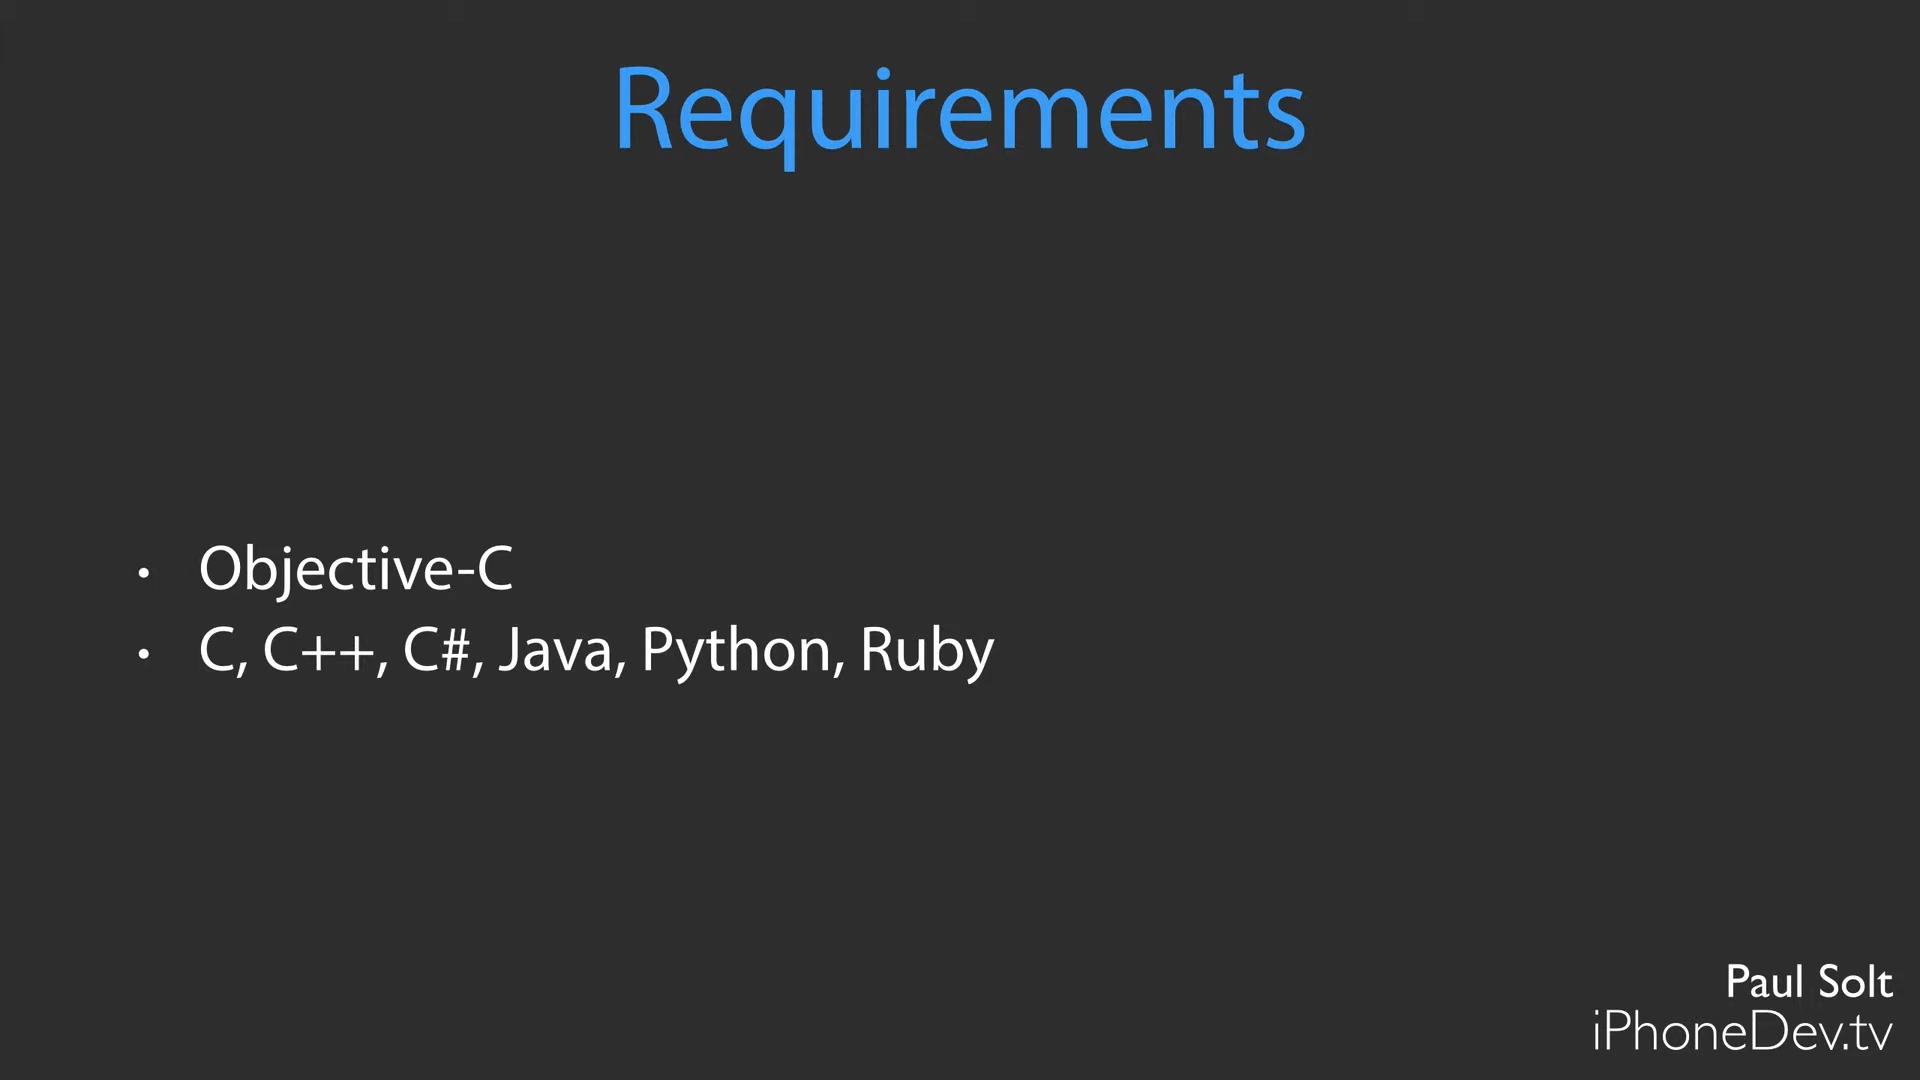 Requirements
• Objective-C
• C, C++, C#, Java, Python, Ruby
Paul Solt
iPhoneDev.tv